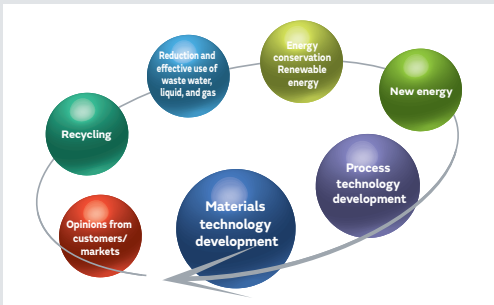 Energy
conservation
Renewable
energy
Reduction and
effective use of
waste water,
liquid, and gas
New energy
Recycling
Process
technology
development
Materials
technology
development
Opinions from
customers/
markets